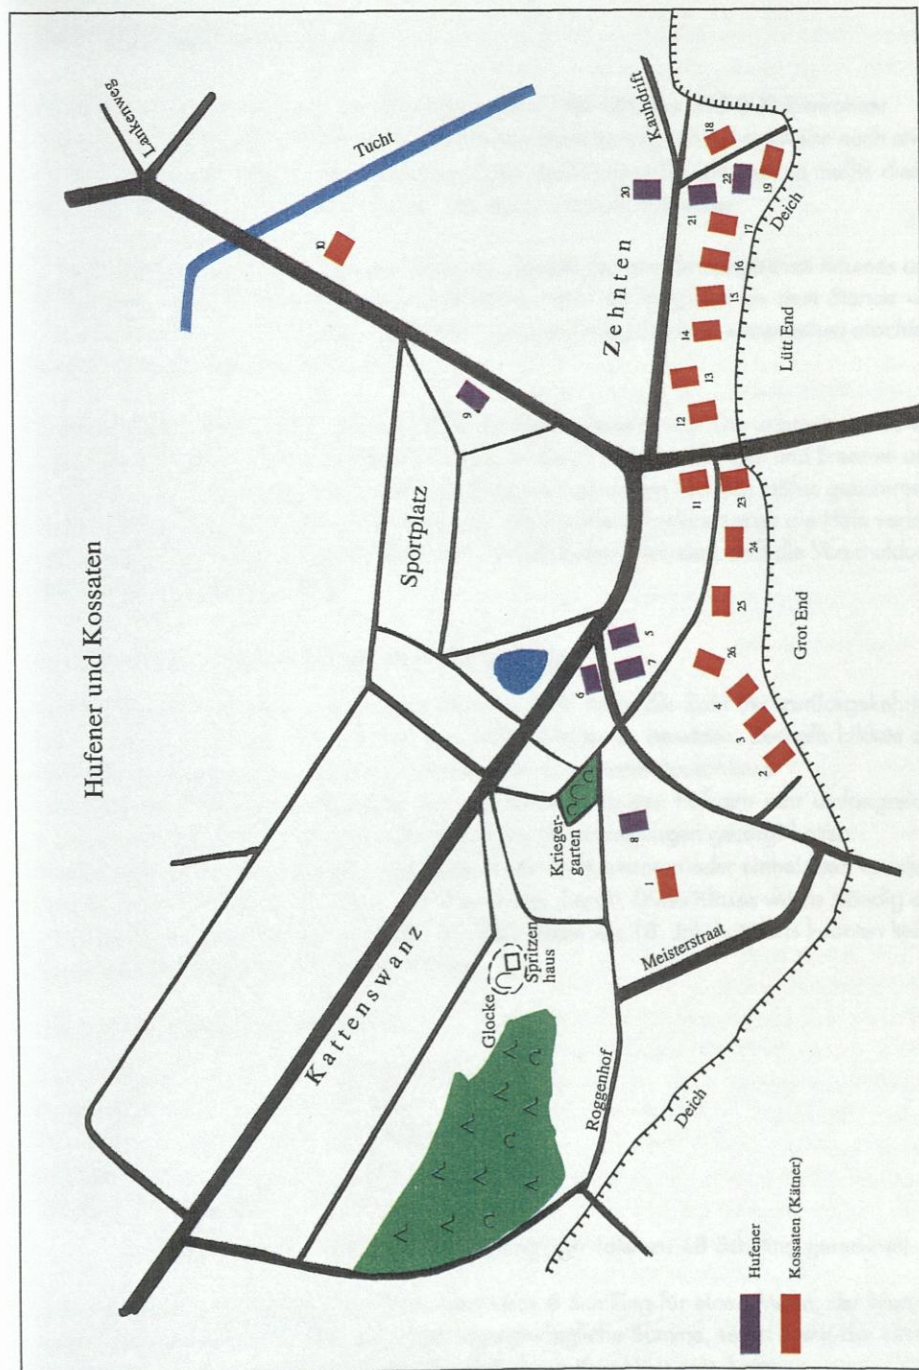 Hufener und Kossaten
Lankenweg
Tucht
Kauhdrift
Zehnten
Sportplatz
Kattenswanz
Krieger-
garten
Glocke
Spritzen
haus
Roggenhof
Meisterstraat
Deich
Grot End
Lütt End
Deich
1
2
3
4
5
6
7
8
9
10
11
12
13
14
15
16
17
18
19
20
21
22
23
24
25
26
Hufener
Kossaten (Kätner)